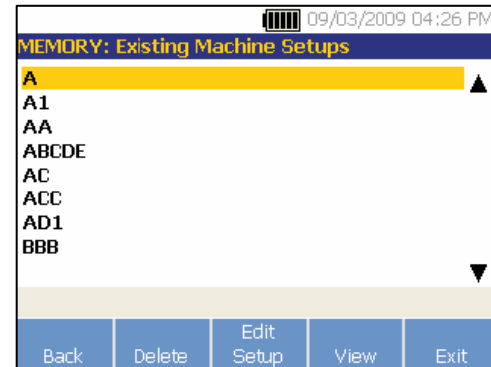 09/03/2009 04:26 PM
MEMORY: Existing Machine Setups
A
A1
AA
ABCDE
AC
ACC
AD1
BBB
Back Delete Edit Setup View Exit